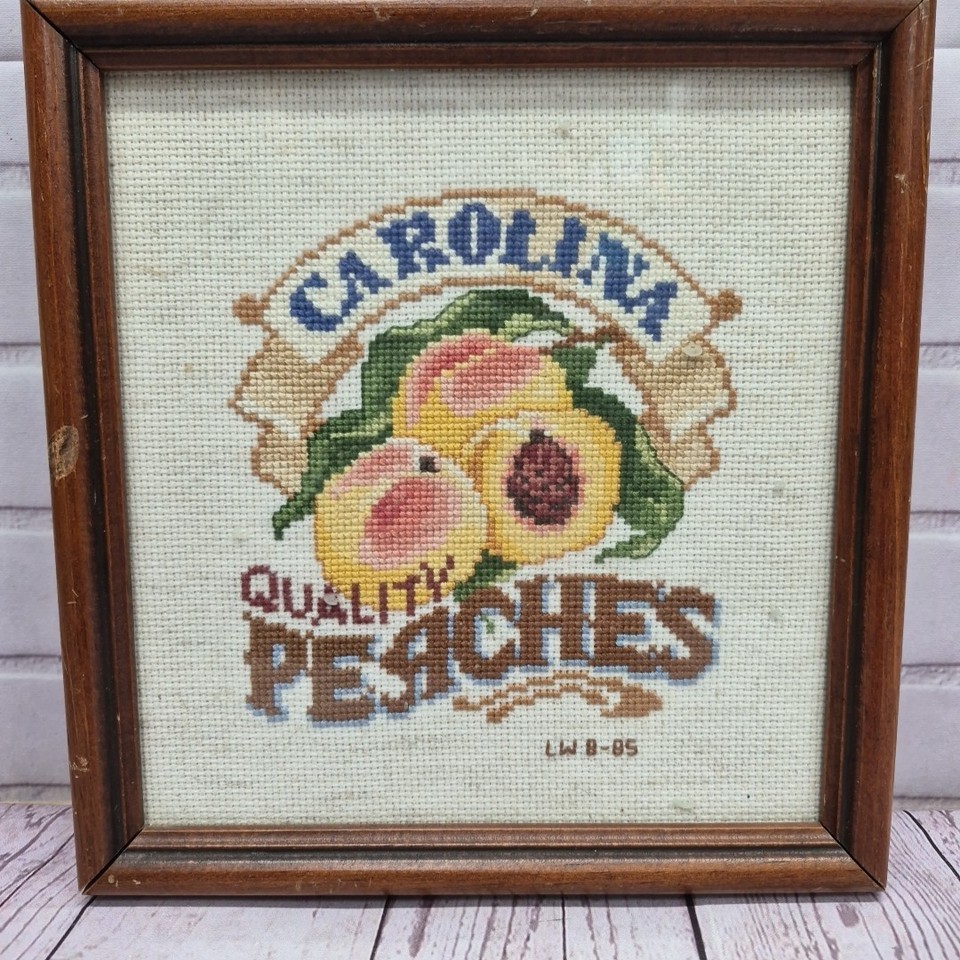 CAROLINA
QUALITY
PEACHES
LW 8-85